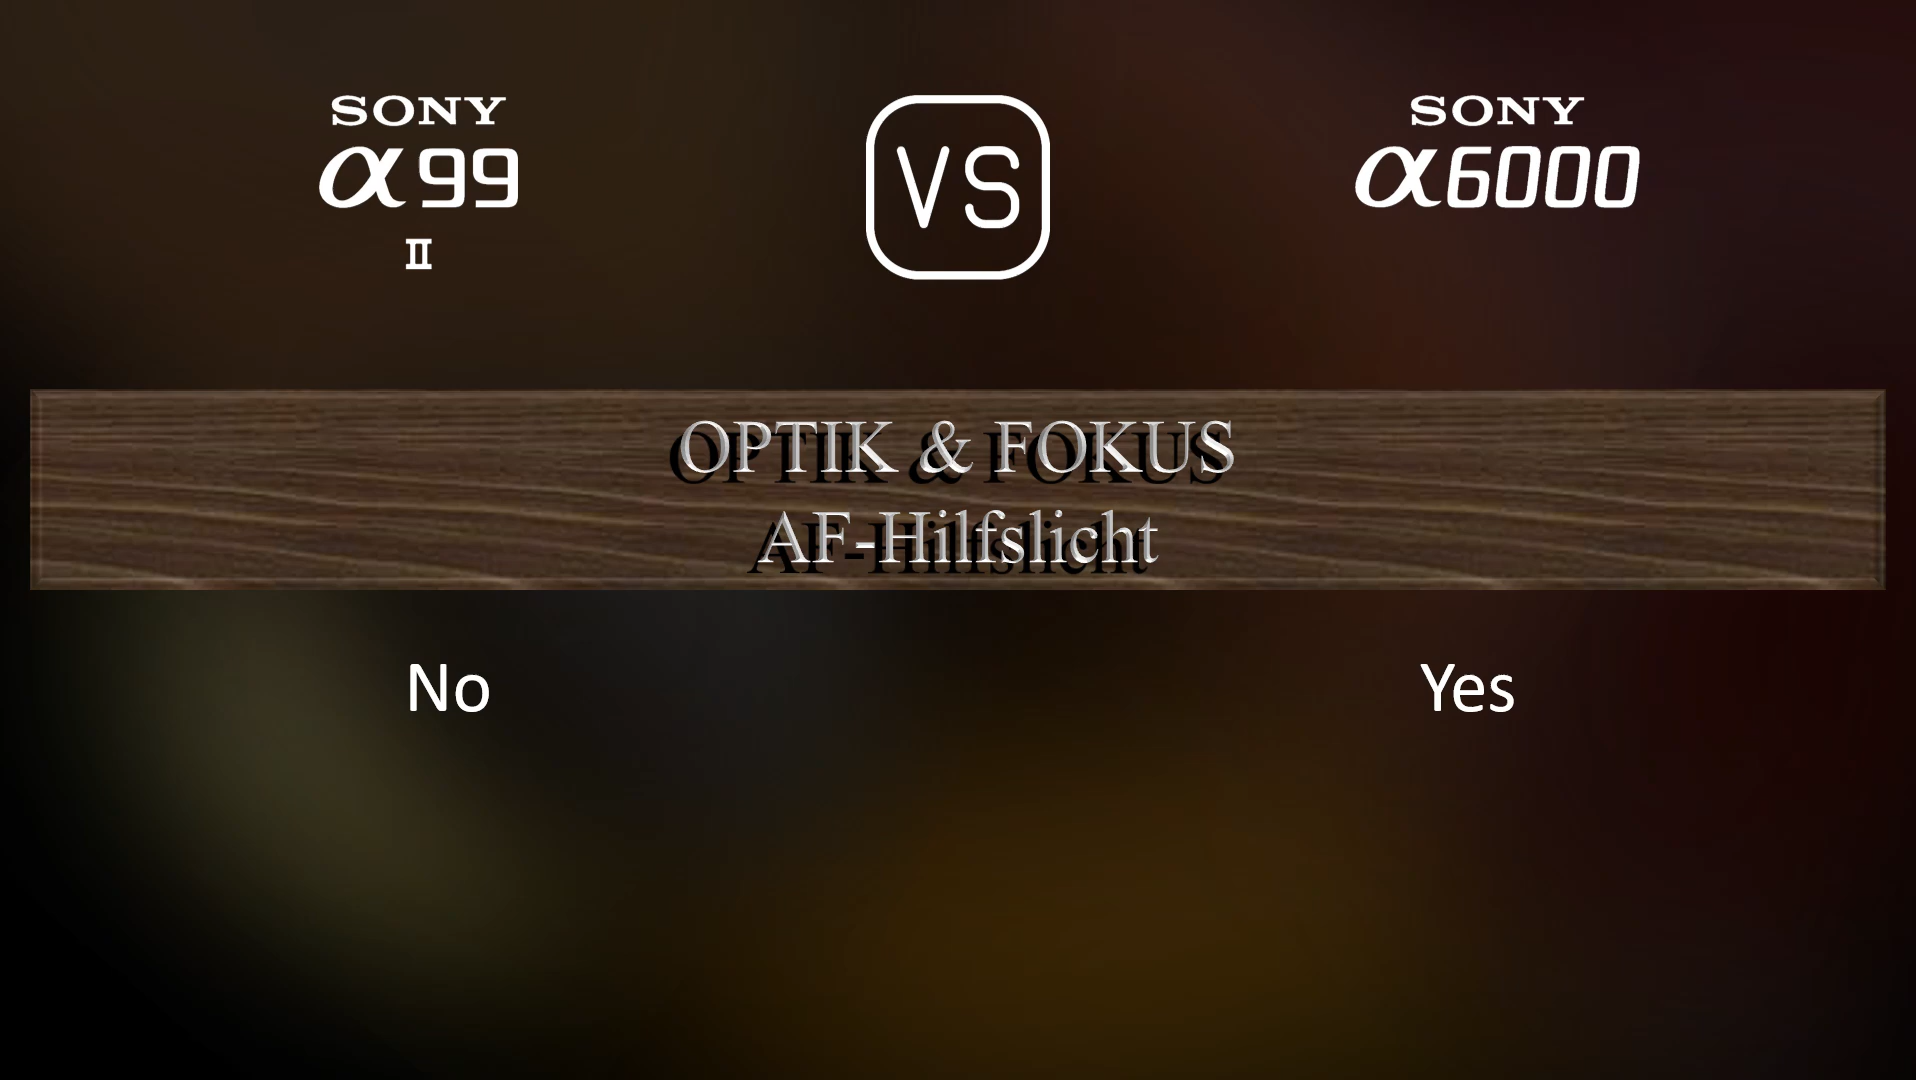 SONY
α99
II
VS
SONY
α6000
OPTIK & FOKUS
AF-Hilfslicht
No
Yes